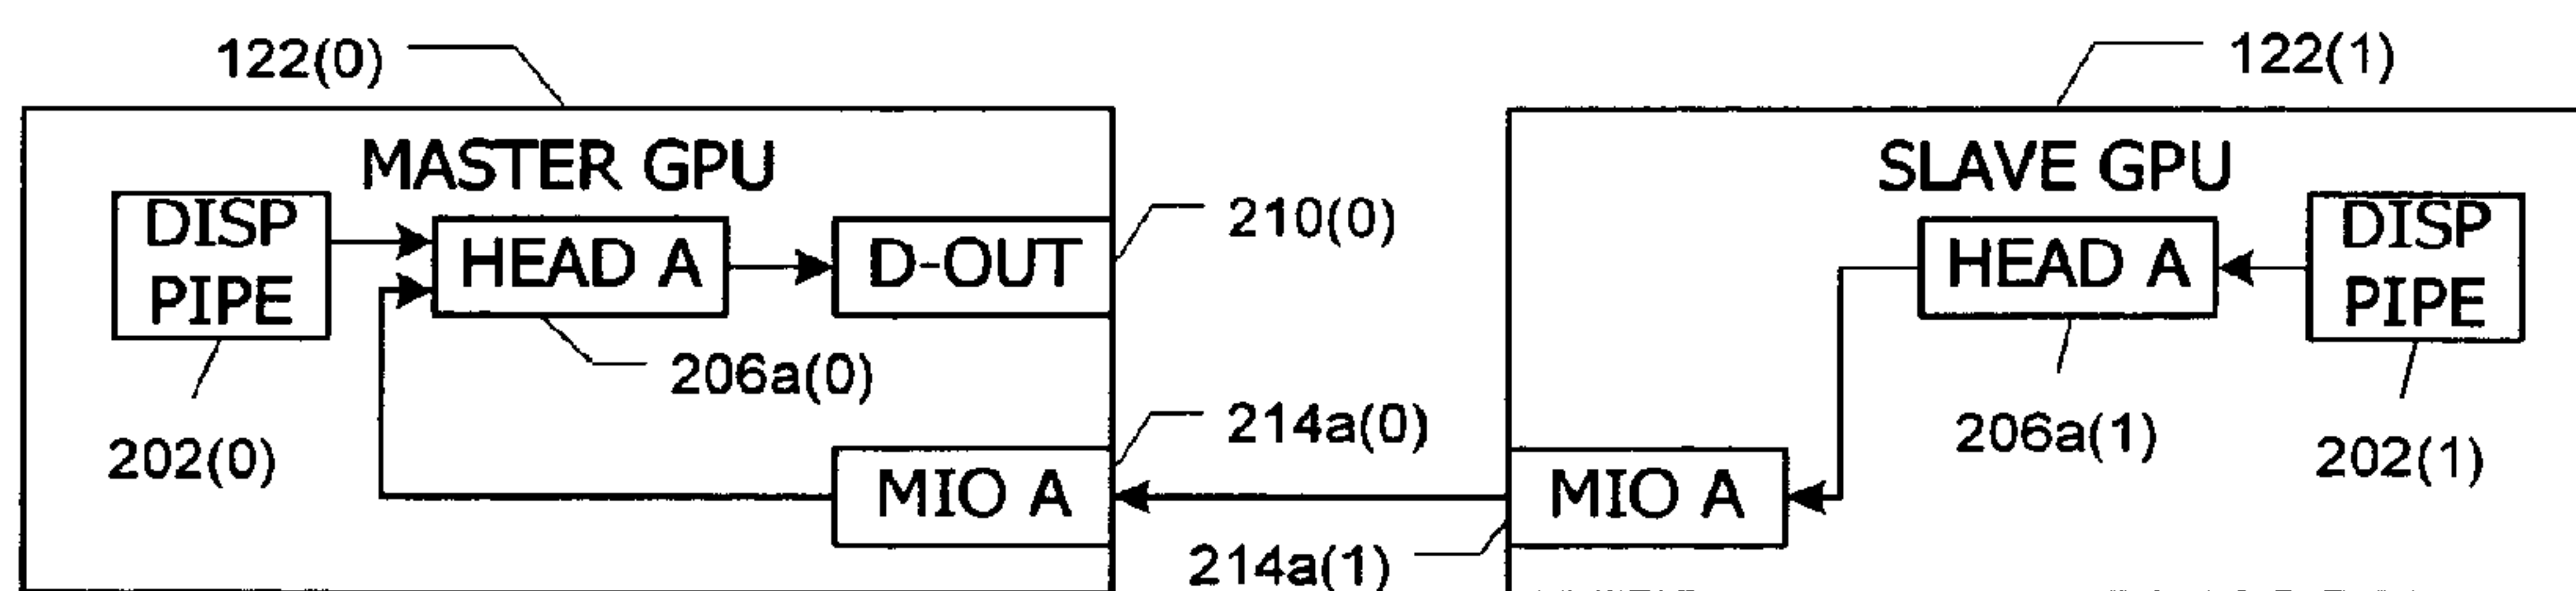 122(0)
122(1)
MASTER GPU
SLAVE GPU
DISP
PIPE
HEAD A
D-OUT
210(0)
HEAD A
DISP
PIPE
206a(0)
202(0)
214a(0)
206a(1)
202(1)
MIO A
MIO A
214a(1)